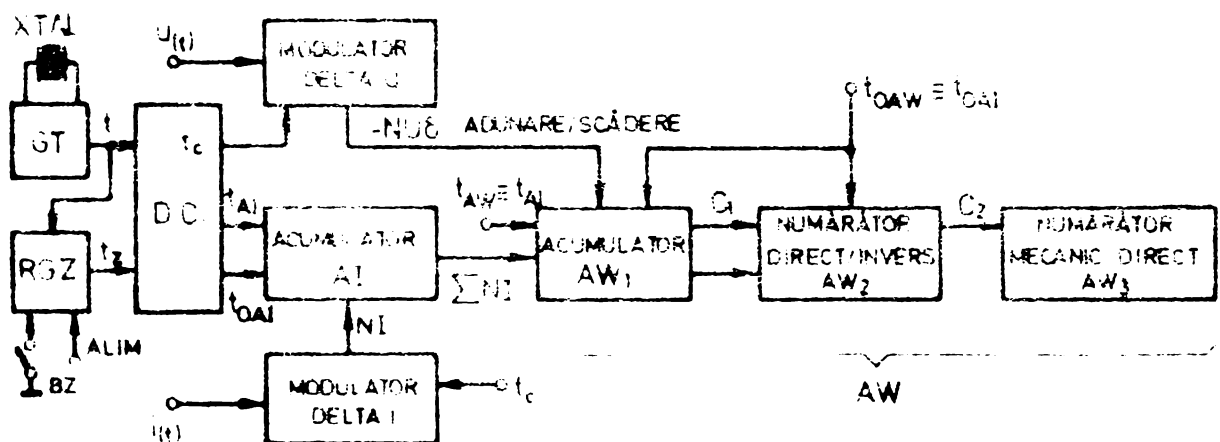 XTAL
U(t)
MODULATOR
DELTA U
t
GT
tc
-NUδ ADUNARE/SCĂDERE
tOAW ≡ tOAI
D.C.
tAI
tAW ≡ tAI
RGZ
tz
ACUMULATOR
AI
ΣNI
ACUMULATOR
AW1
C1
NUMĂRĂTOR
DIRECT/INVERS
AW2
C2
NUMĂRĂTOR
MECANIC DIRECT
AW3
tOAI
ALIM
BZ
NI
MODULATOR
DELTA I
tc
i(t)
AW